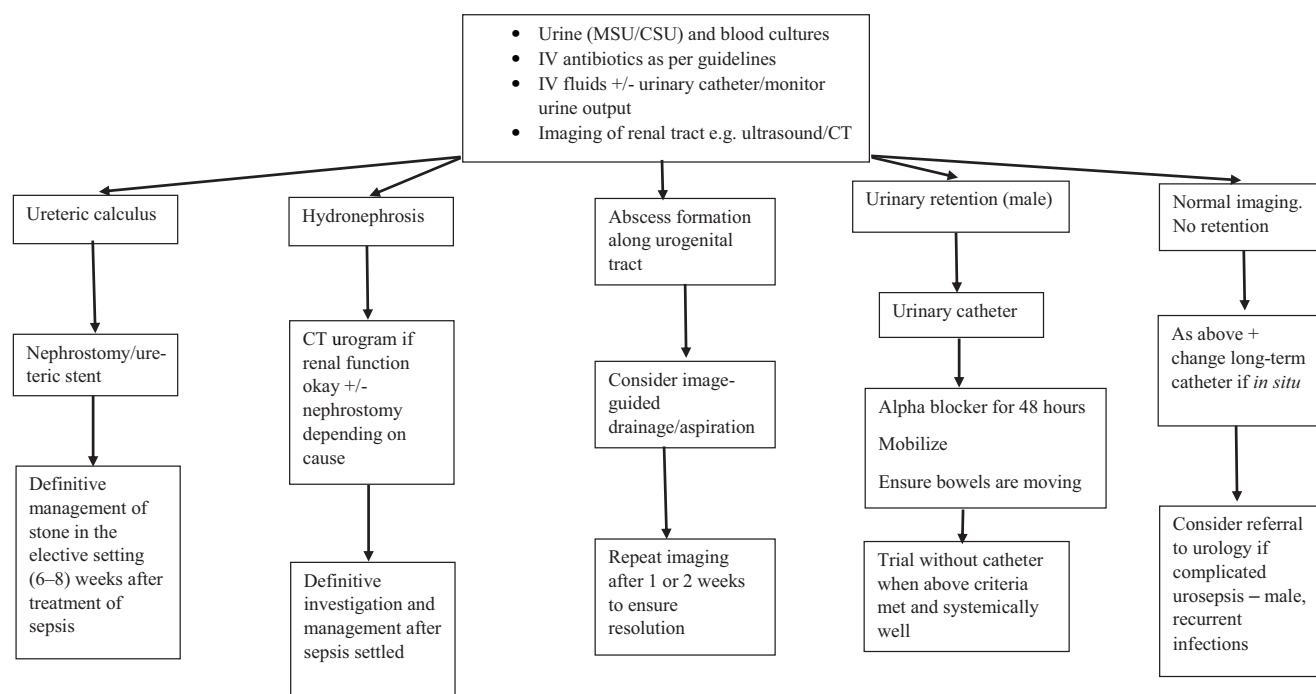 • Urine (MSU/CSU) and blood cultures
• IV antibiotics as per guidelines
• IV fluids +/- urinary catheter/monitor
urine output
• Imaging of renal tract e.g. ultrasound/CT
Ureteric calculus
Nephrostomy/ure-
teric stent
Definitive
management of
stone in the
elective setting
(6–8) weeks after
treatment of
sepsis
Hydronephrosis
CT urogram if
renal function
okay +/-
nephrostomy
depending on
cause
Definitive
investigation and
management after
sepsis settled
Abscess formation
along urogenital
tract
Consider image-
guided
drainage/aspiration
Repeat imaging
after 1 or 2 weeks
to ensure
resolution
Urinary retention (male)
Urinary catheter
Alpha blocker for 48 hours
Mobilize
Ensure bowels are moving
Trial without catheter
when above criteria
met and systemically
well
Normal imaging.
No retention
As above +
change long-term
catheter if in situ
Consider referral
to urology if
complicated
urosepsis – male,
recurrent
infections